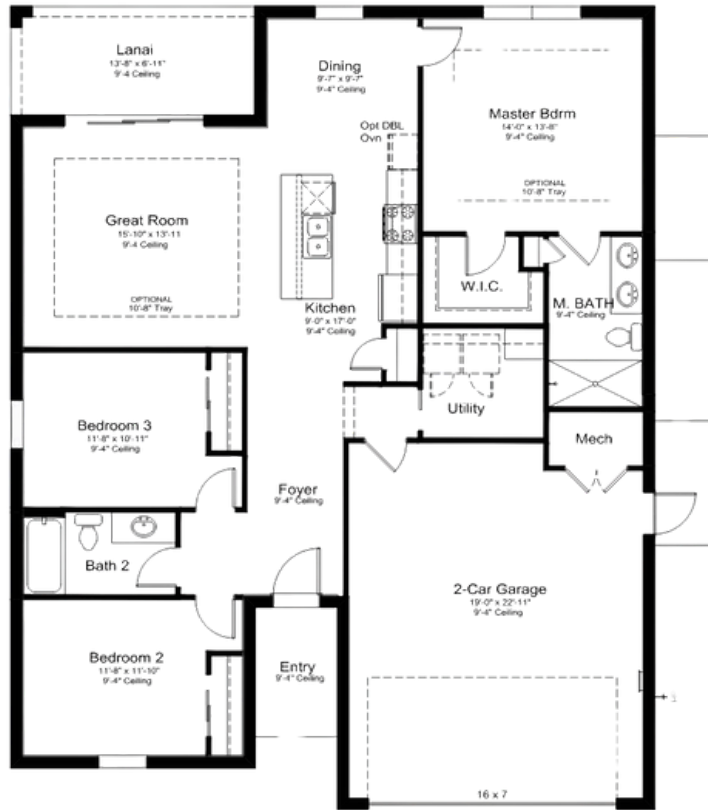 Lanai
13'-8" x 6'-11"
9'-4 Ceiling
Dining
9'-7" x 9'-7"
9'-4" Ceiling
Opt DBL
Ovn
Master Bdrm
14'-0" x 13'-8"
9'-4" Ceiling
OPTIONAL
10'-8" Tray
Great Room
15'-10" x 13'-11
9'-4 Ceiling
OPTIONAL
10'-8" Tray
Kitchen
9'-0" x 17'-0"
9'-4" Ceiling
W.I.C.
M. BATH
9'-4" Ceiling
Utility
Mech
Bedroom 3
11'-8" x 10'-11"
9'-4" Ceiling
Foyer
9'-4" Ceiling
Bath 2
2-Car Garage
19'-0" x 22'-11"
9'-4" Ceiling
Bedroom 2
11'-8" x 11'-10"
9'-4" Ceiling
Entry
9'-4" Ceiling
16 x 7